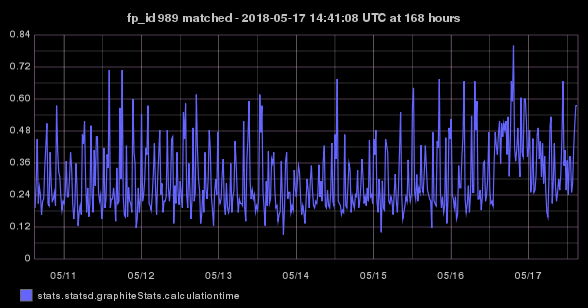 fp_id 989 matched - 2018-05-17 14:41:08 UTC at 168 hours
0.84
0.72
0.60
0.48
0.36
0.24
0.12
0
05/11 05/12 05/13 05/14 05/15 05/16 05/17
stats.statsd.graphiteStats.calculationtime